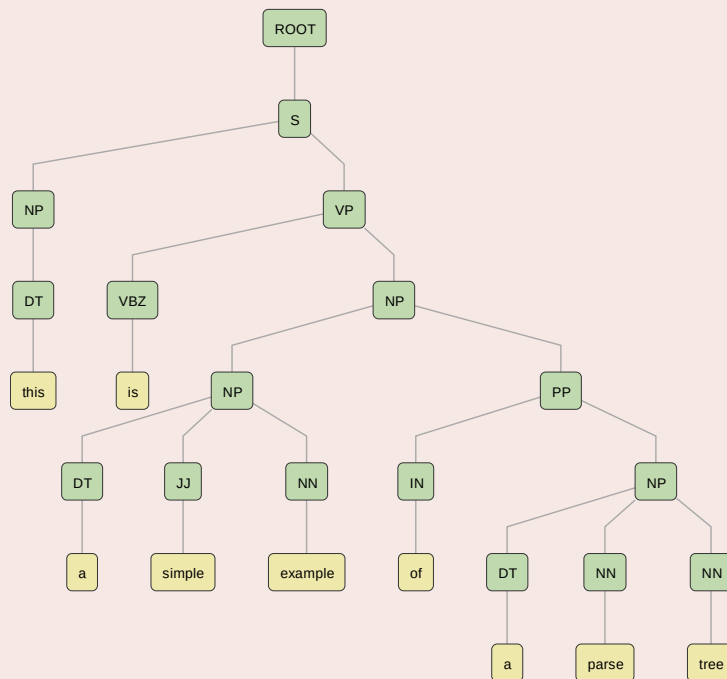 ROOT
S
NP VP
DT VBZ NP
this is NP PP
DT JJ NN IN NP
a simple example of DT NN NN
a parse tree